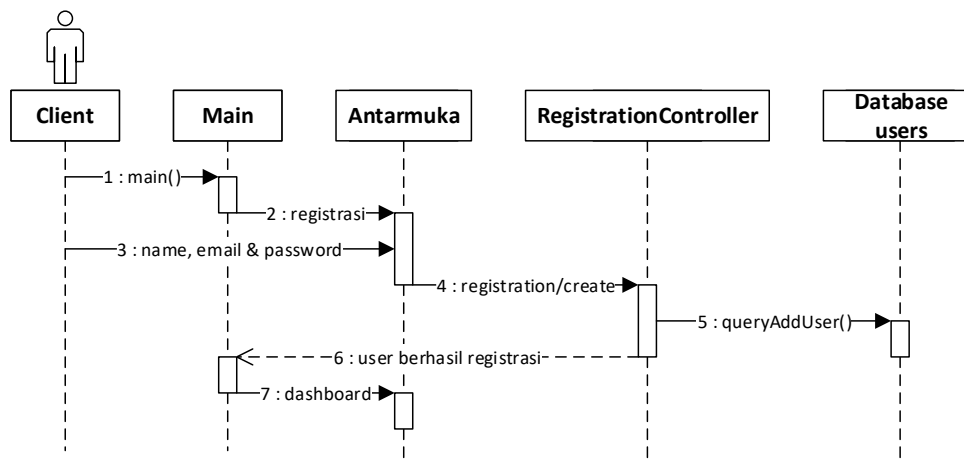 Client
Main
Antarmuka
RegistrationController
Database
users
1 : main()
2 : registrasi
3 : name, email & password
4 : registration/create
5 : queryAddUser()
6 : user berhasil registrasi
7 : dashboard